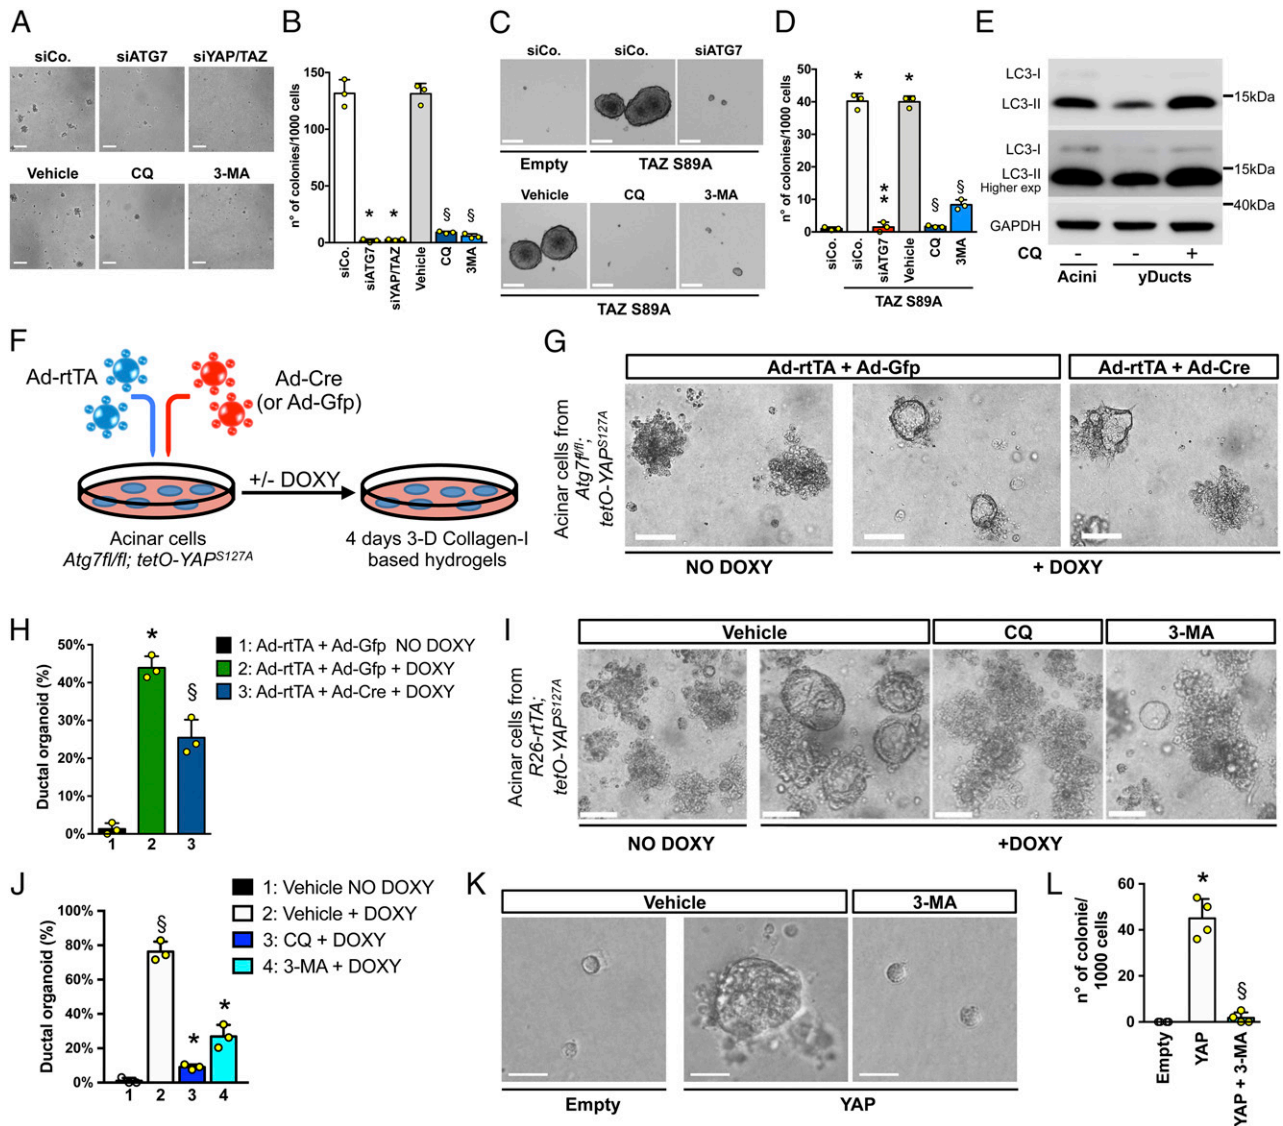 A
siCo. siATG7 siYAP/TAZ
Vehicle CQ 3-MA
B
n° of colonies/1000 cells
150
100
50
0
siCo. siATG7 siYAP/TAZ Vehicle CQ 3MA
* * § §
C
siCo. siCo. siATG7
Empty TAZ S89A
Vehicle CQ 3-MA
TAZ S89A
D
n° of colonies/1000 cells
50
40
30
20
10
0
* * * * § §
siCo. siCo. siATG7 Vehicle CQ 3MA
TAZ S89A
E
LC3-I
LC3-II
15kDa
LC3-I
LC3-II
Higher exp
15kDa
40kDa
GAPDH
CQ - - +
Acini yDucts
F
Ad-rtTA
Ad-Cre
(or Ad-Gfp)
+/- DOXY
Acinar cells
Atg7fl/fl; tetO-YAPS127A
4 days 3-D Collagen-I
based hydrogels
G
Ad-rtTA + Ad-Gfp Ad-rtTA + Ad-Cre
Acinar cells from
Atg7fl/fl;
tetO-YAPS127A
NO DOXY + DOXY
H
Ductal organoid (%)
50%
40%
30%
20%
10%
0%
* §
1 2 3
1: Ad-rtTA + Ad-Gfp NO DOXY
2: Ad-rtTA + Ad-Gfp + DOXY
3: Ad-rtTA + Ad-Cre + DOXY
I
Vehicle CQ 3-MA
Acinar cells from
R26-rtTA;
tetO-YAPS127A
NO DOXY +DOXY
J
Ductal organoid (%)
100%
80%
60%
40%
20%
0%
§ * *
1 2 3 4
1: Vehicle NO DOXY
2: Vehicle + DOXY
3: CQ + DOXY
4: 3-MA + DOXY
K
Vehicle 3-MA
Empty YAP
L
n° of colonie/
1000 cells
60
40
20
0
* §
Empty YAP YAP + 3-MA